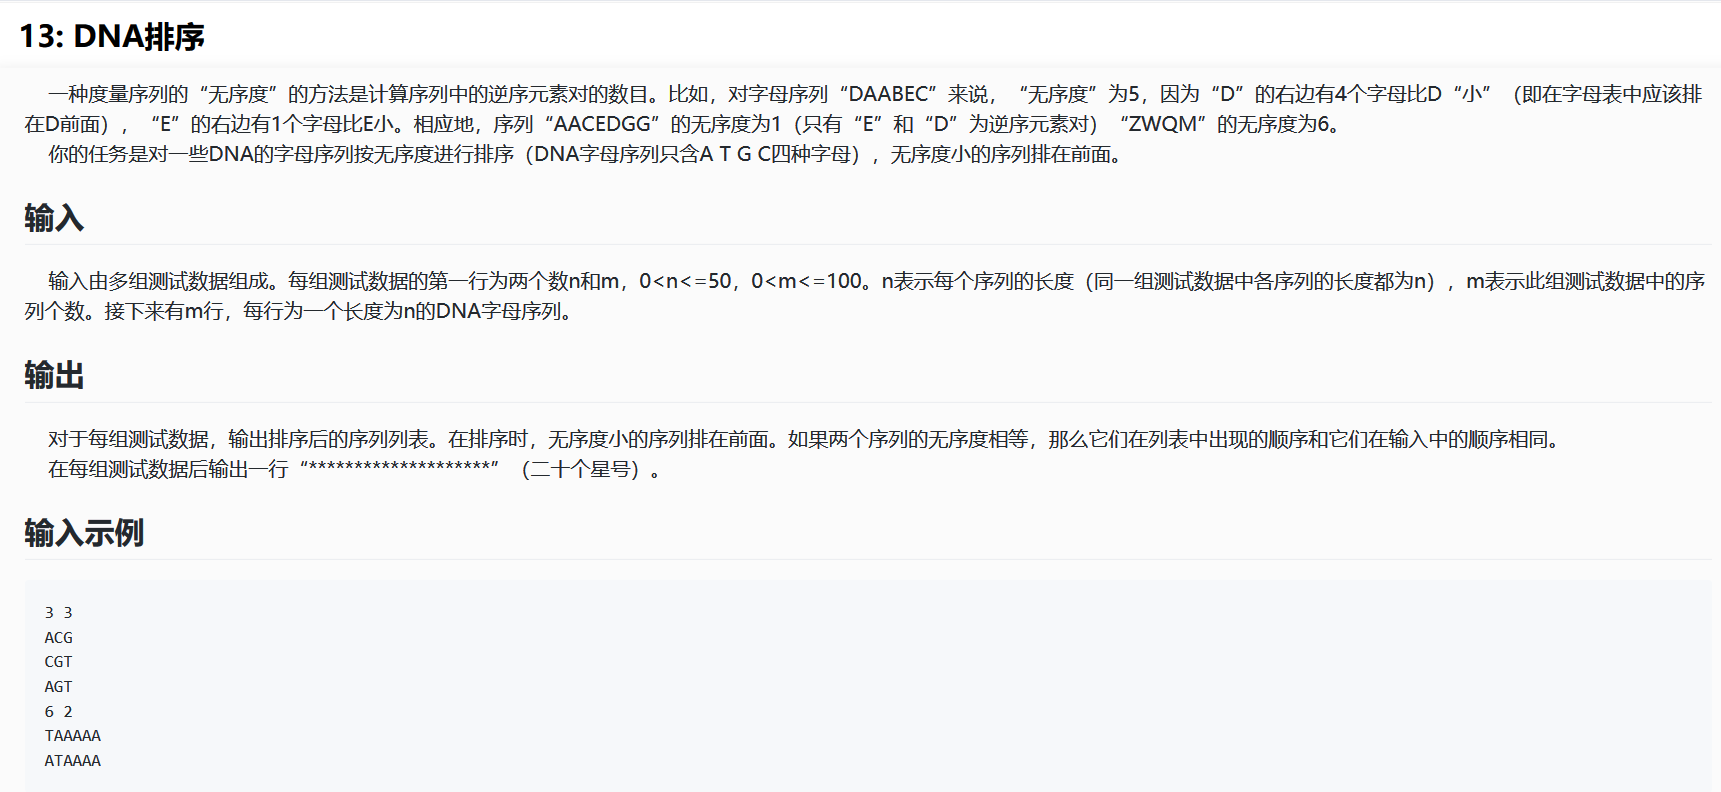 13: DNA排序
一种度量序列的“无序度”的方法是计算序列中的逆序元素对的数目。比如，对字母序列“DAABEC”来说，“无序度”为5，因为“D”的右边有4个字母比D“小”（即在字母表中应该排
在D前面），“E”的右边有1个字母比E小。相应地，序列“AACEDGG”的无序度为1（只有“E”和“D”为逆序元素对）“ZWQM”的无序度为6。
你的任务是对一些DNA的字母序列按无序度进行排序（DNA字母序列只含A T G C四种字母），无序度小的序列排在前面。
输入
输入由多组测试数据组成。每组测试数据的第一行为两个数n和m，0<n<=50，0<m<=100。n表示每个序列的长度（同一组测试数据中各序列的长度都为n），m表示此组测试数据中的序
列个数。接下来有m行，每行为一个长度为n的DNA字母序列。
输出
对于每组测试数据，输出排序后的序列列表。在排序时，无序度小的序列排在前面。如果两个序列的无序度相等，那么它们在列表中出现的顺序和它们在输入中的顺序相同。
在每组测试数据后输出一行“********************”（二十个星号）。
输入示例
3 3
ACG
CGT
AGT
6 2
TAAAAA
ATAAAA